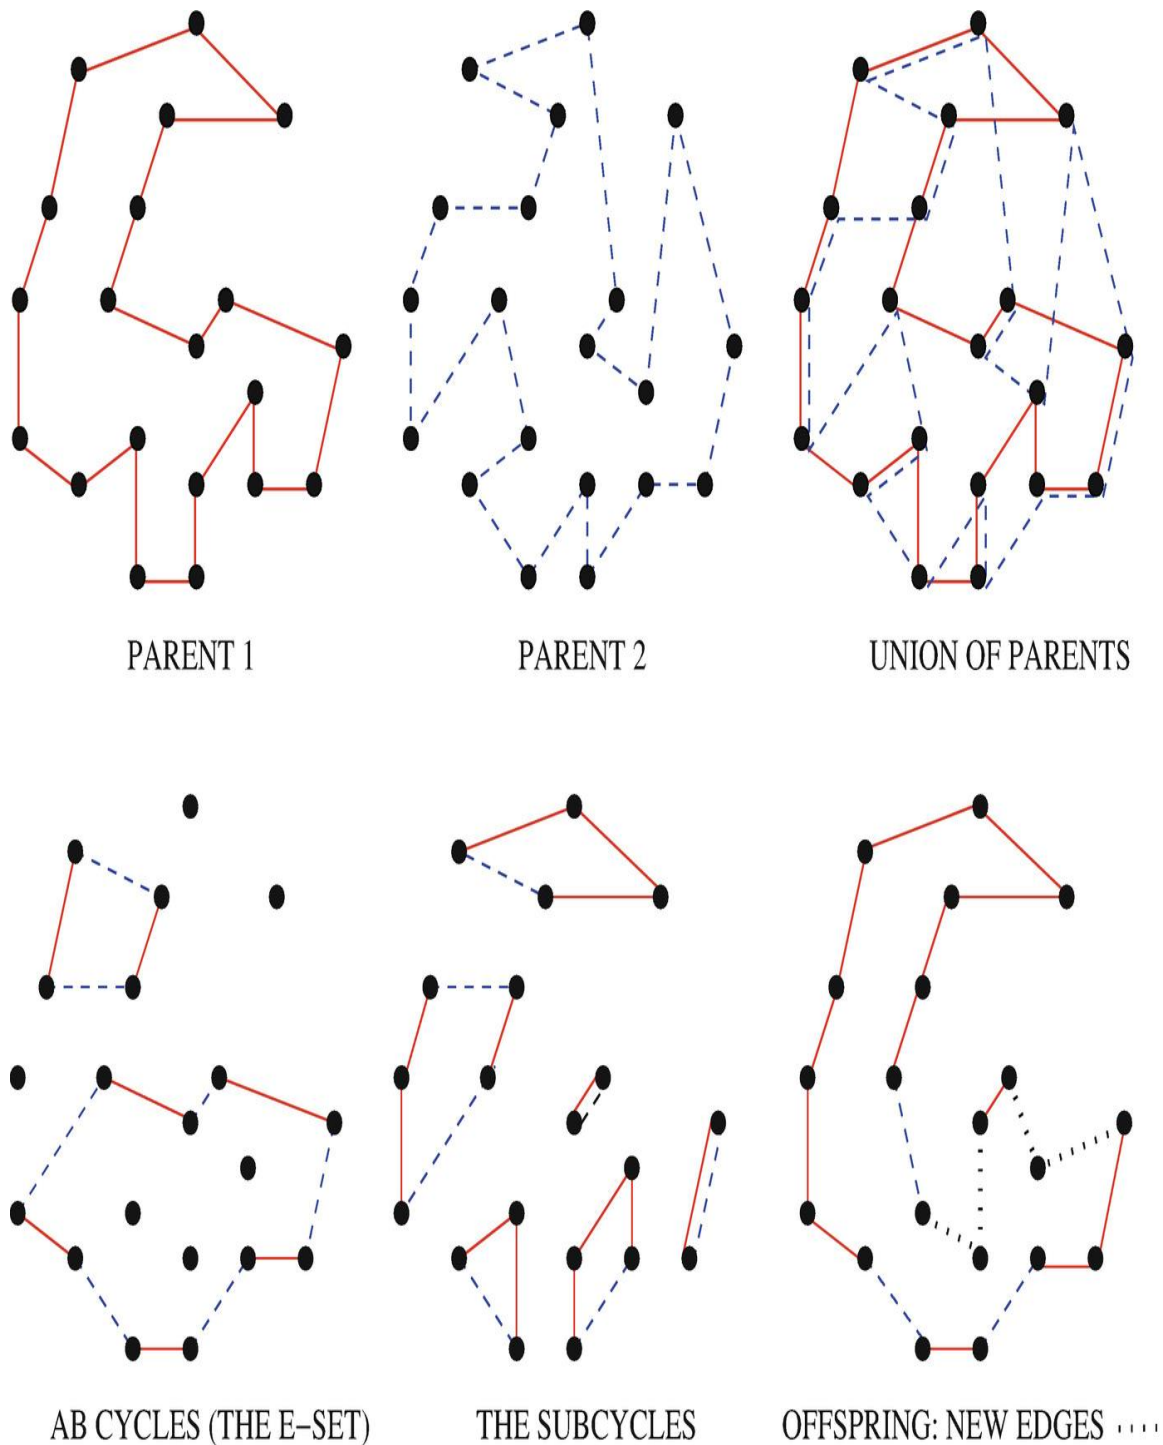 PARENT 1
PARENT 2
UNION OF PARENTS
AB CYCLES (THE E–SET)
THE SUBCYCLES
OFFSPRING: NEW EDGES